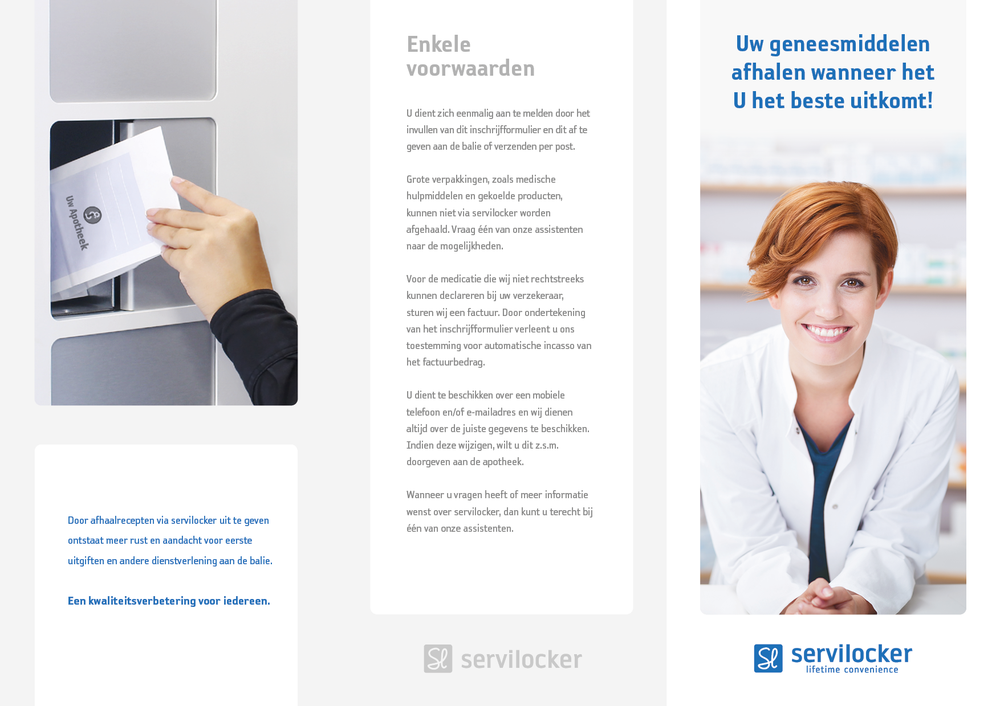 Uw Apotheek
Door afhaalrecepten via servilocker uit te geven
ontstaat meer rust en aandacht voor eerste
uitgiften en andere dienstverlening aan de balie.
Een kwaliteitsverbetering voor iedereen.
Enkele
voorwaarden
U dient zich eenmalig aan te melden door het
invullen van dit inschrijfformulier en dit af te
geven aan de balie of verzenden per post.
Grote verpakkingen, zoals medische
hulpmiddelen en gekoelde producten,
kunnen niet via servilocker worden
afgehaald. Vraag één van onze assistenten
naar de mogelijkheden.
Voor de medicatie die wij niet rechtstreeks
kunnen declareren bij uw verzekeraar,
sturen wij een factuur. Door ondertekening
van het inschrijfformulier verleent u ons
toestemming voor automatische incasso van
het factuurbedrag.
U dient te beschikken over een mobiele
telefoon en/of e-mailadres en wij dienen
altijd over de juiste gegevens te beschikken.
Indien deze wijzigen, wilt u dit z.s.m.
doorgeven aan de apotheek.
Wanneer u vragen heeft of meer informatie
wenst over servilocker, dan kunt u terecht bij
één van onze assistenten.
Sl servilocker
Uw geneesmiddelen
afhalen wanneer het
U het beste uitkomt!
Sl servilocker
lifetime convenience